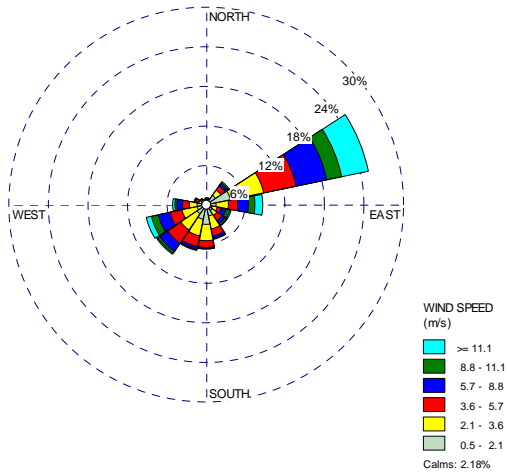 NORTH
30%
24%
18%
12%
6%
WEST
EAST
SOUTH
WIND SPEED
(m/s)
>= 11.1
8.8 - 11.1
5.7 - 8.8
3.6 - 5.7
2.1 - 3.6
0.5 - 2.1
Calms: 2.18%